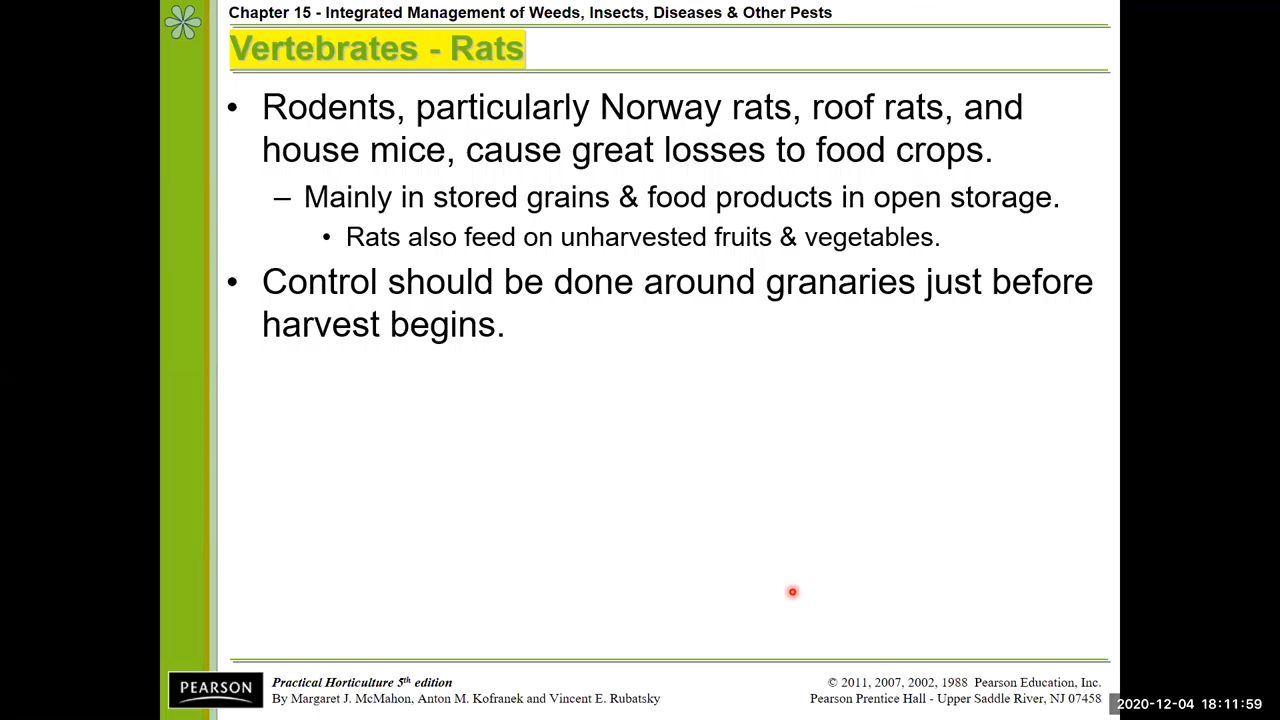 Chapter 15 - Integrated Management of Weeds, Insects, Diseases & Other Pests
Vertebrates - Rats
• Rodents, particularly Norway rats, roof rats, and
house mice, cause great losses to food crops.
– Mainly in stored grains & food products in open storage.
• Rats also feed on unharvested fruits & vegetables.
• Control should be done around granaries just before
harvest begins.
PEARSON
Practical Horticulture 5th edition
By Margaret J. McMahon, Anton M. Kofranek and Vincent E. Rubatsky
© 2011, 2007, 2002, 1988 Pearson Education, Inc.
Pearson Prentice Hall - Upper Saddle River, NJ 07458
2020-12-04 18:11:59